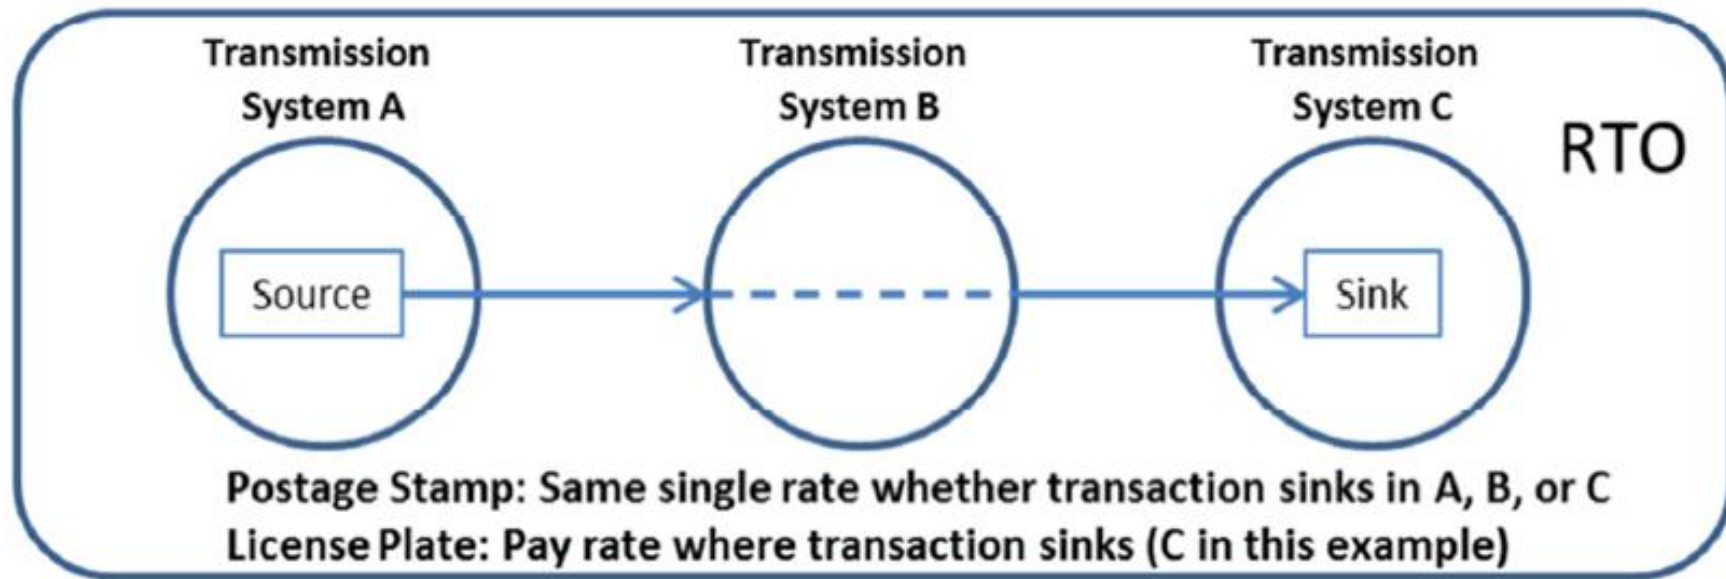 Transmission
System A
Transmission
System B
Transmission
System C
RTO
Source
Sink
Postage Stamp: Same single rate whether transaction sinks in A, B, or C
License Plate: Pay rate where transaction sinks (C in this example)